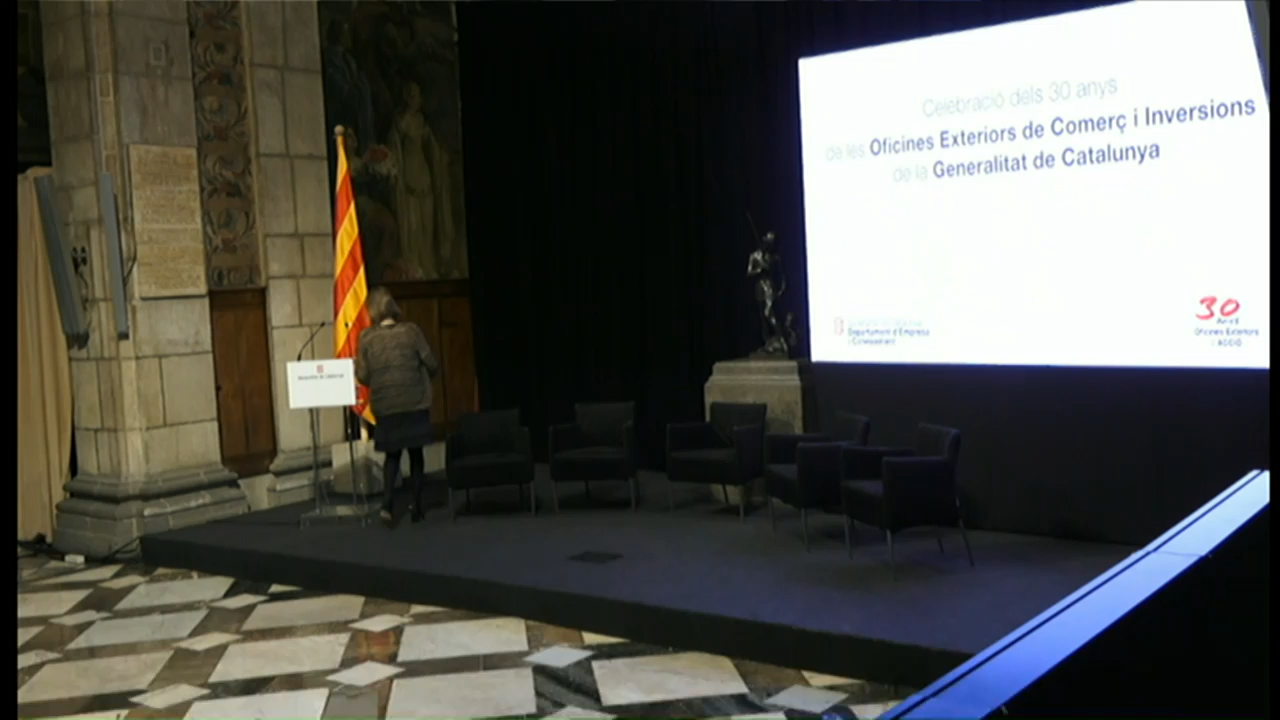 Celebració dels 30 anys
de les Oficines Exteriors de Comerç i Inversions
de la Generalitat de Catalunya
Departament d'Empresa
i Coneixement
30
anys
Oficines Exteriors
d'ACCIÓ